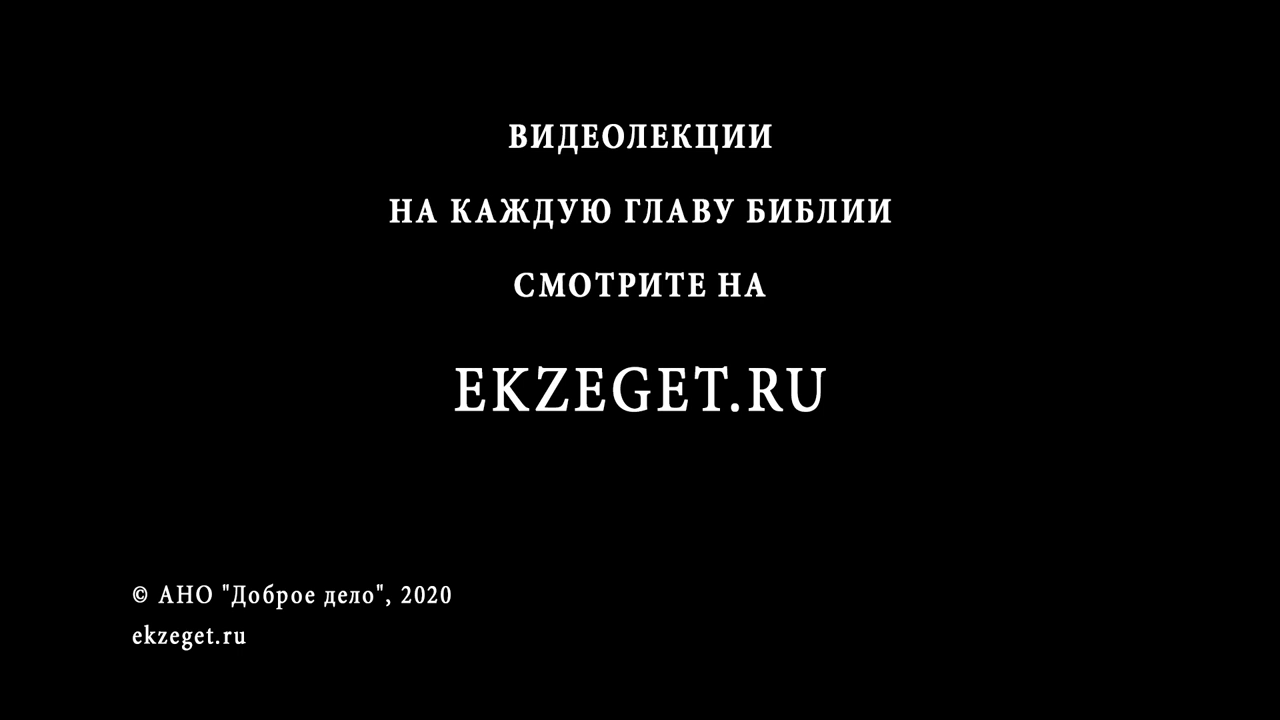 ВИДЕОЛЕКЦИИ
НА КАЖДУЮ ГЛАВУ БИБЛИИ
СМОТРИТЕ НА
EKZEGET.RU
© АНО "Доброе дело", 2020
ekzeget.ru